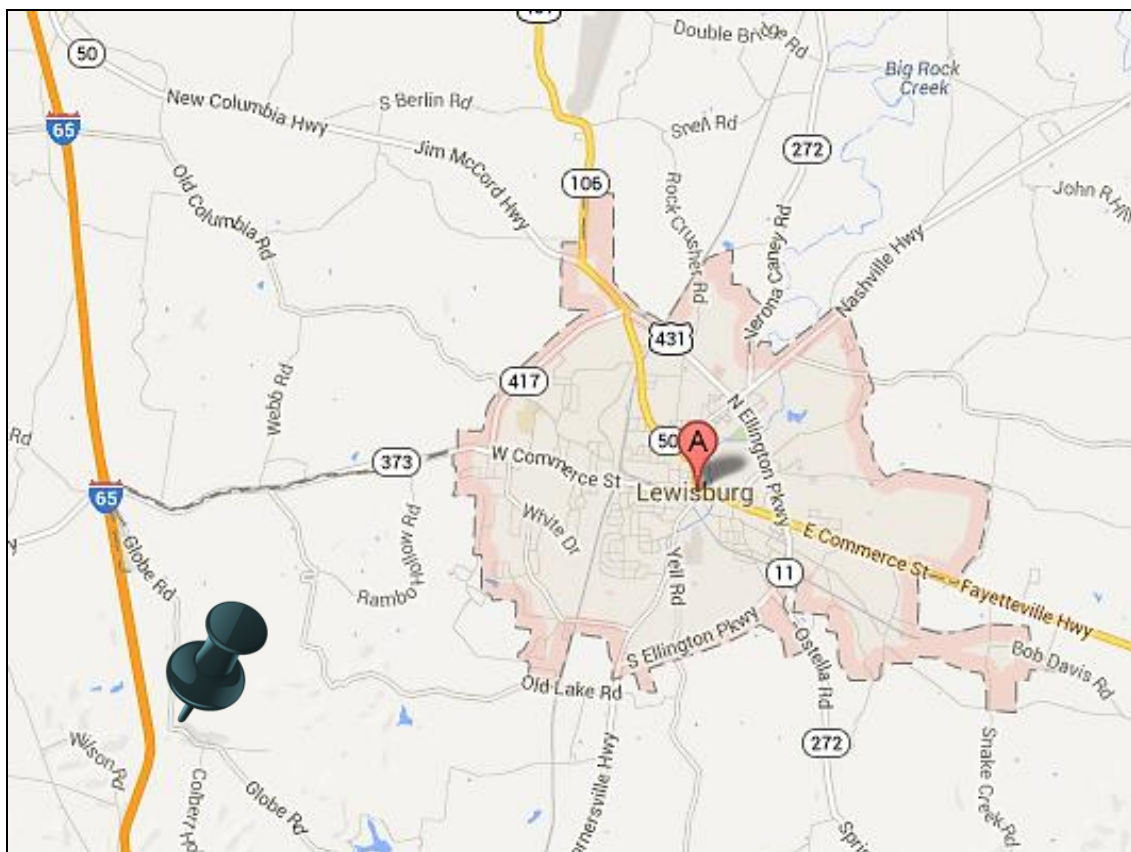 50
New Columbia Hwy
S Berlin Rd
Double Bridge Rd
Big Rock
Creek
65
Snell Rd
272
Jim McCord Hwy
106
Old Columbia Rd
Rock Crusher Rd
John R
Verona Caney Rd
Nashville Hwy
431
417
Webb Rd
N Ellington Pkwy
50
A
373
W Commerce St
65
Lewisburg
White Dr
Hollow Rd
Rambo
Globe Rd
Rd
E Commerce St
Yell Rd
11
Fayetteville Hwy
S Ellington Pkwy
Ostella Rd
Bob Davis Rd
Old Lake Rd
272
Wilson Rd
Globe Rd
Snake Creek Rd